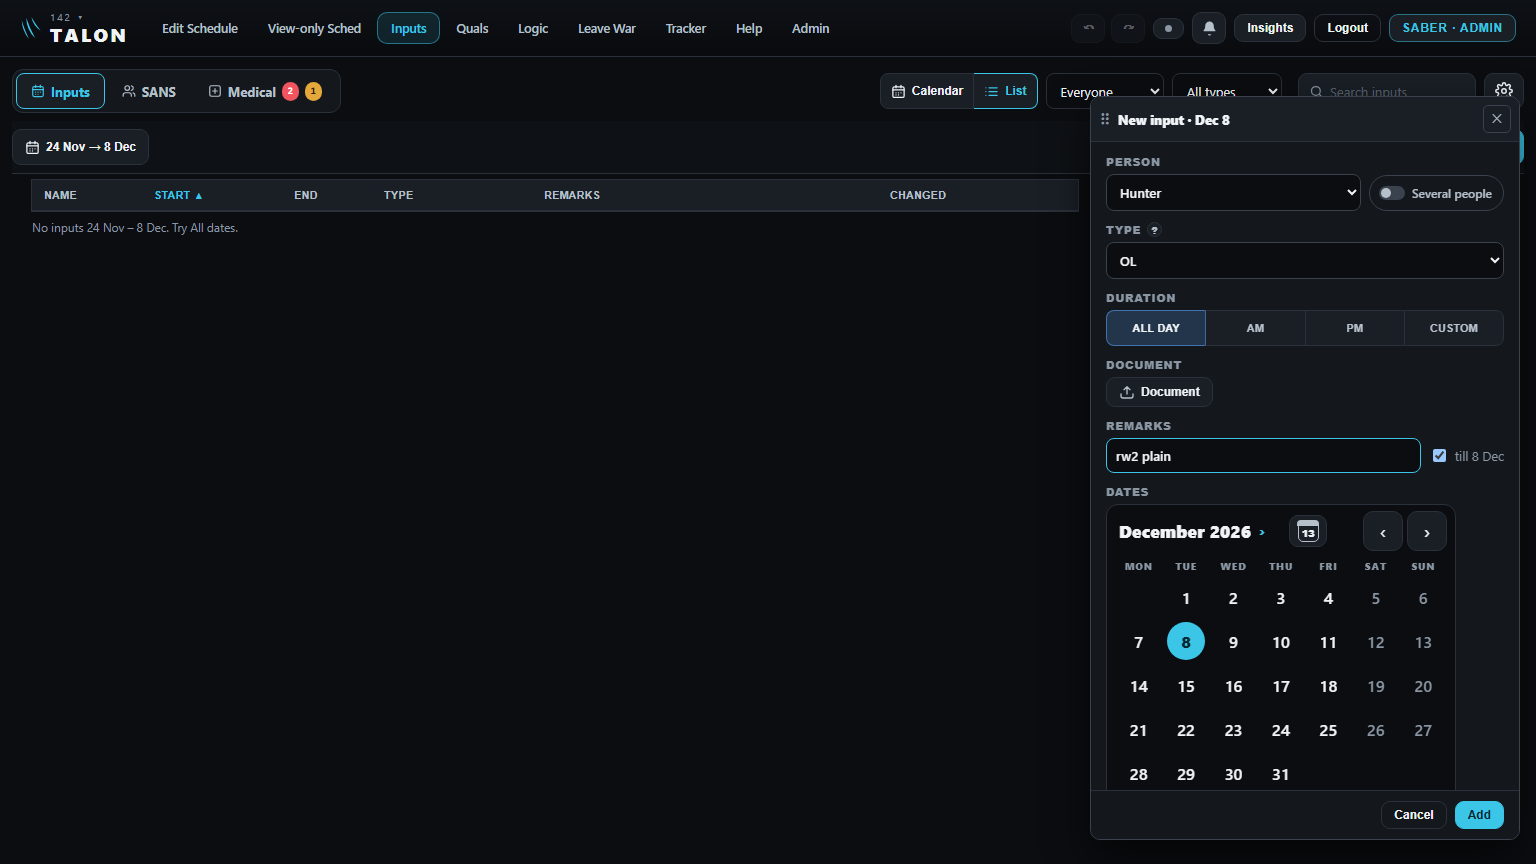 142 ▾
TALON
Edit Schedule
View-only Sched
Inputs
Quals
Logic
Leave War
Tracker
Help
Admin
Insights
Logout
SABER · ADMIN
Inputs
SANS
Medical 2 1
Calendar
List
Everyone
All types
Search inputs
24 Nov → 8 Dec
NAME
START ▲
END
TYPE
REMARKS
CHANGED
No inputs 24 Nov – 8 Dec. Try All dates.
New input · Dec 8
PERSON
Hunter
Several people
TYPE ?
OL
DURATION
ALL DAY
AM
PM
CUSTOM
DOCUMENT
Document
REMARKS
rw2 plain
till 8 Dec
DATES
December 2026 ›
13
‹ ›
MON TUE WED THU FRI SAT SUN
1 2 3 4 5 6
7 8 9 10 11 12 13
14 15 16 17 18 19 20
21 22 23 24 25 26 27
28 29 30 31
Cancel
Add